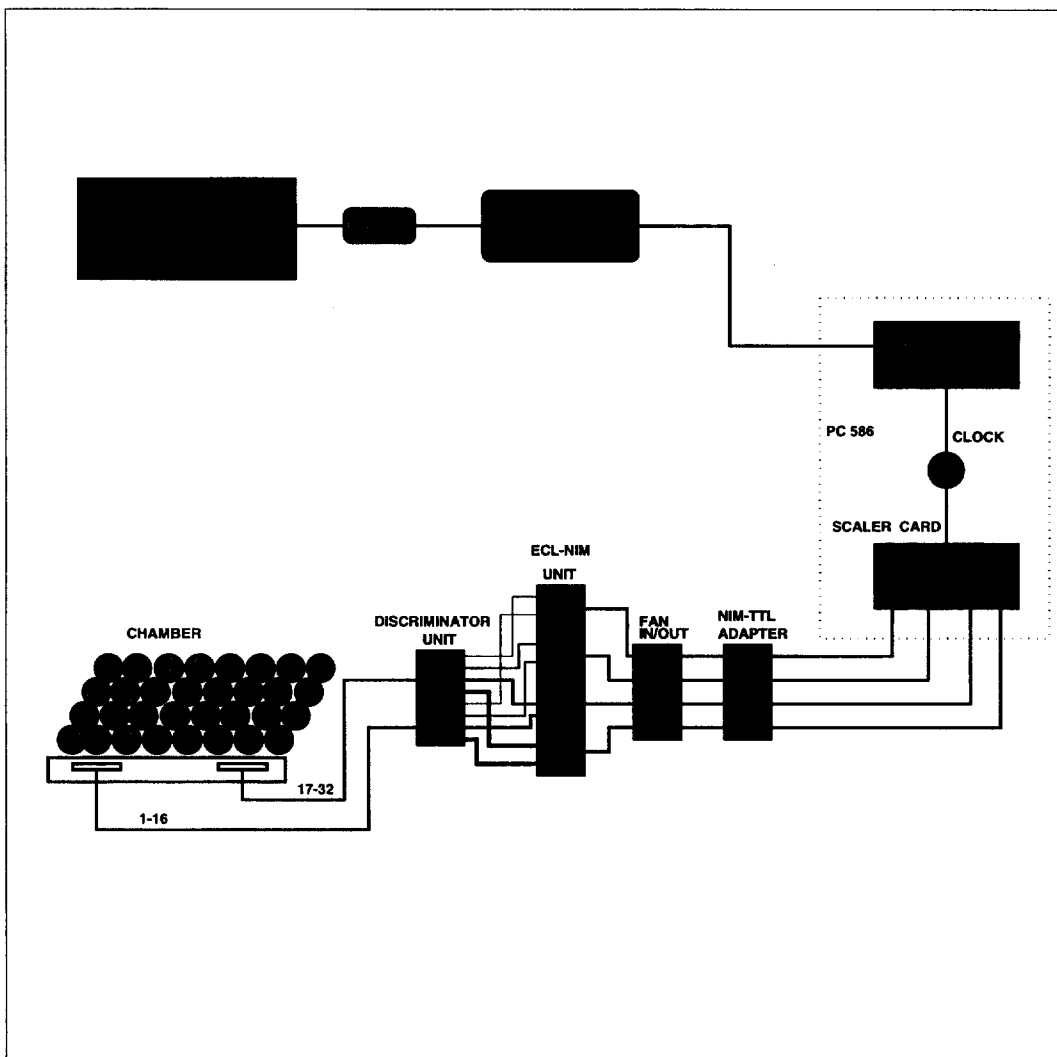 PC 586
CLOCK
SCALER CARD
ECL-NIM
UNIT
DISCRIMINATOR
UNIT
FAN
IN/OUT
NIM-TTL
ADAPTER
CHAMBER
17-32
1-16